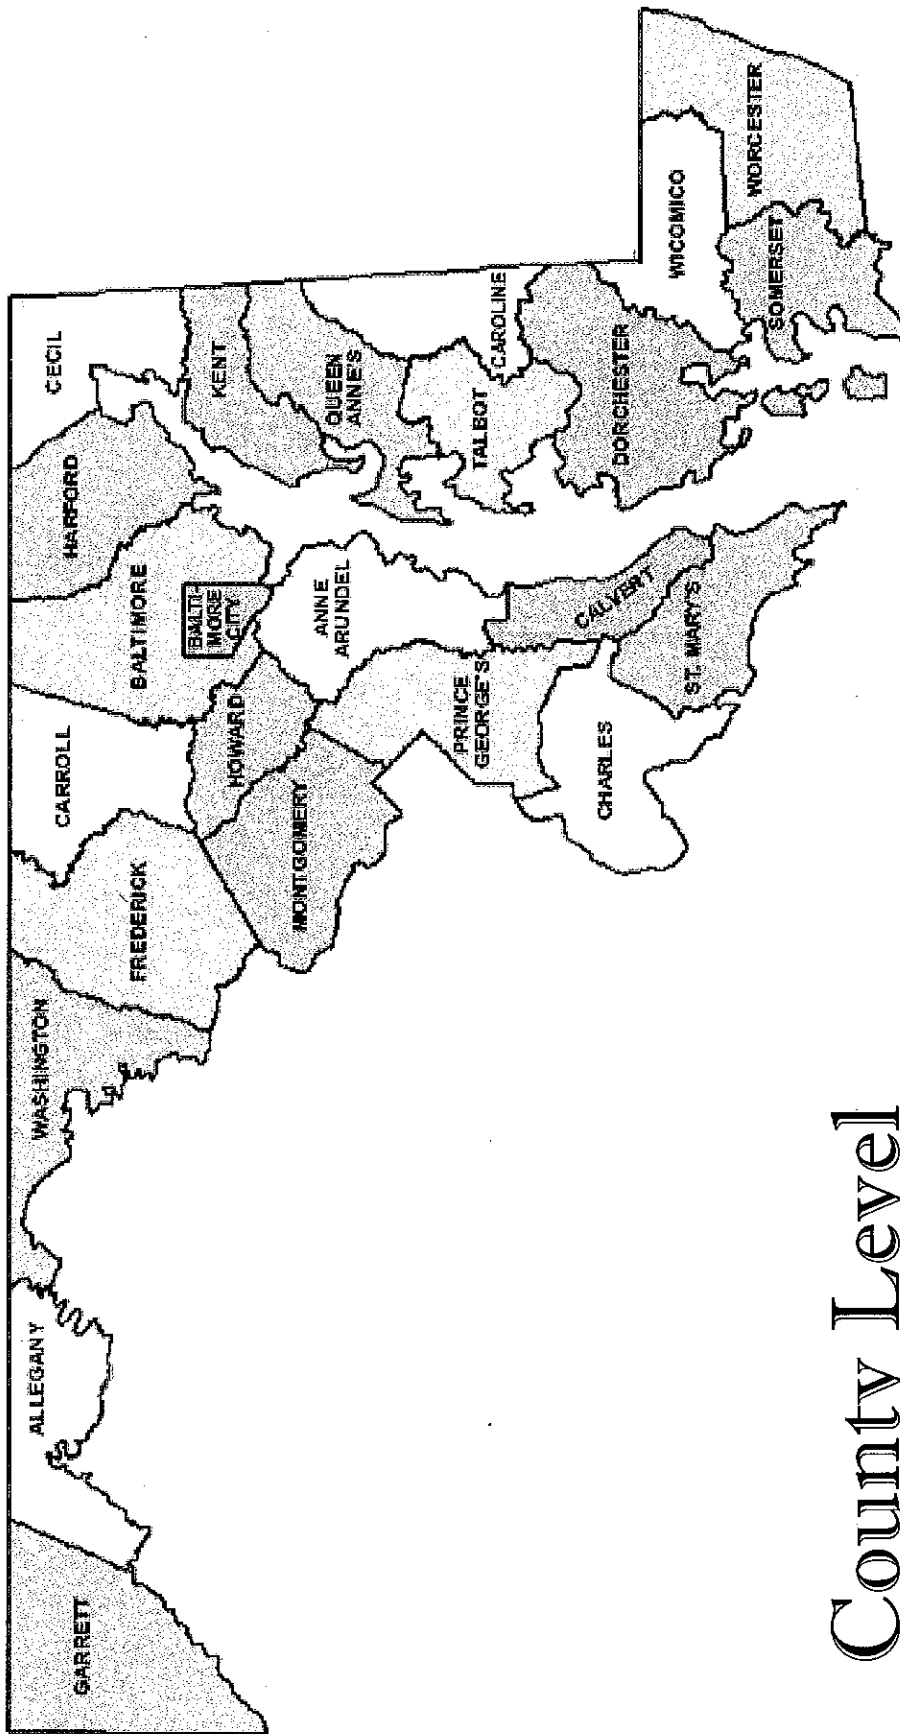 GARRETT
ALLEGANY
WASHINGTON
FREDERICK
CARROLL
BALTIMORE
HARFORD
CECIL
BALTI-
MORE
CITY
HOWARD
MONTGOMERY
KENT
QUEEN
ANNE'S
ANNE
ARUNDEL
PRINCE
GEORGE'S
TALBOT
CAROLINE
CALVERT
CHARLES
ST. MARY'S
DORCHESTER
WICOMICO
WORCESTER
SOMERSET
County Level